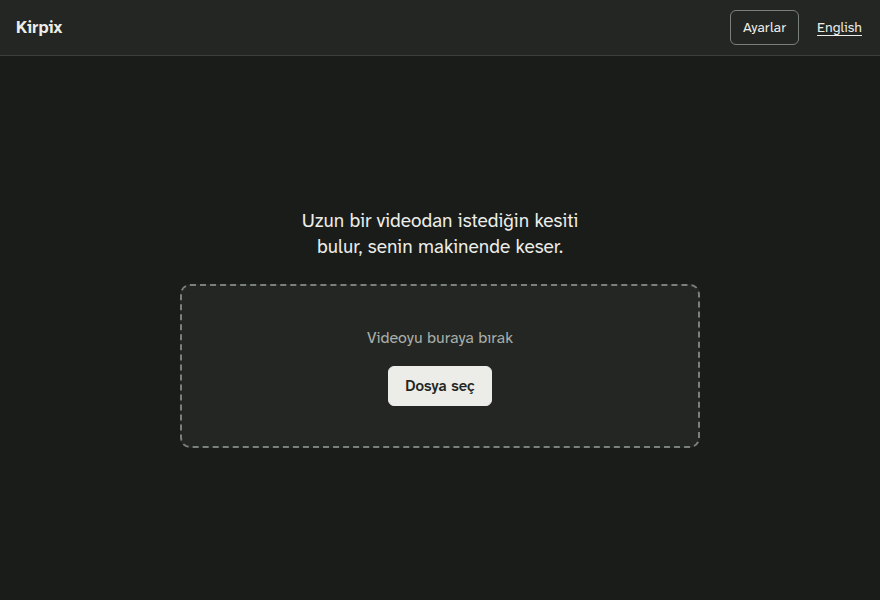 Kirpix
Ayarlar
English
Uzun bir videodan istediğin kesiti
bulur, senin makinende keser.
Videoyu buraya bırak
Dosya seç